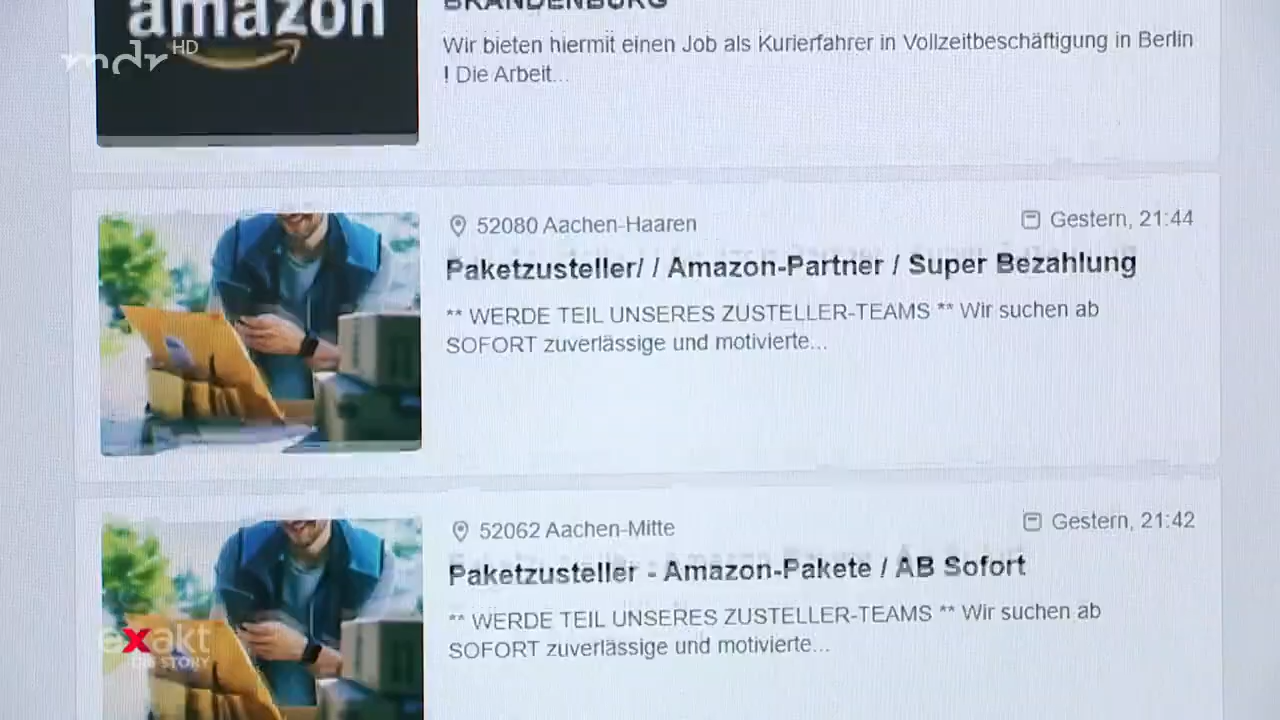 amazon
mdr HD
BRANDENBURG
Wir bieten hiermit einen Job als Kurierfahrer in Vollzeitbeschäftigung in Berlin
! Die Arbeit...
52080 Aachen-Haaren
Gestern, 21:44
Paketzusteller/ / Amazon-Partner / Super Bezahlung
** WERDE TEIL UNSERES ZUSTELLER-TEAMS ** Wir suchen ab
SOFORT zuverlässige und motivierte...
52062 Aachen-Mitte
Gestern, 21:42
Paketzusteller - Amazon-Pakete / AB Sofort
** WERDE TEIL UNSERES ZUSTELLER-TEAMS ** Wir suchen ab
SOFORT zuverlässige und motivierte...
exakt
DIE STORY